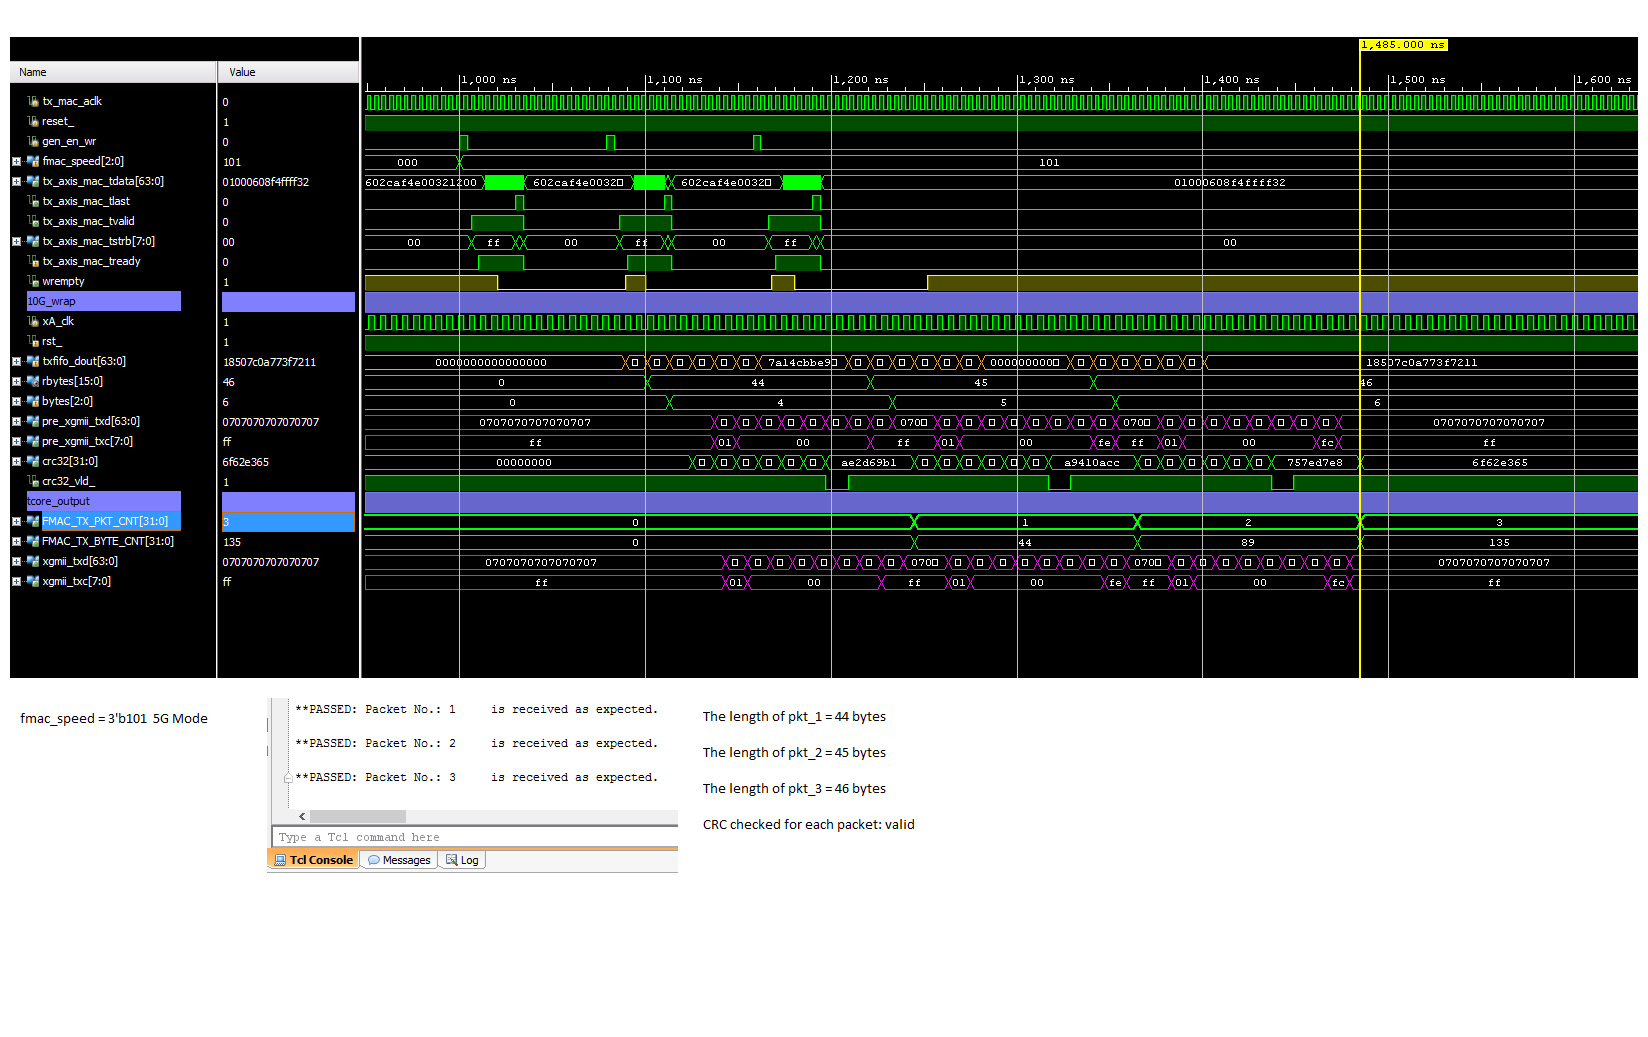 1,485.000 ns
Name Value
1,000 ns 1,100 ns 1,200 ns 1,300 ns 1,400 ns 1,500 ns 1,600 ns
tx_mac_aclk 0
reset_ 1
gen_en_wr 0
fmac_speed[2:0] 101 000 101
tx_axis_mac_tdata[63:0] 01000608f4ffff32 602caf4e00321200 602caf4e0032 602caf4e0032 01000608f4ffff32
tx_axis_mac_tlast 0
tx_axis_mac_tvalid 0
tx_axis_mac_tstrb[7:0] 00 00 ff 00 ff 00 ff 00
tx_axis_mac_tready 0
wrempty 1
10G_wrap
xA_clk 1
rst_ 1
txfifo_dout[63:0] 18507c0a773f7211 0000000000000000 7a14cbbe9 000000000 18507c0a773f7211
rbytes[15:0] 46 0 44 45 46
bytes[2:0] 6 0 4 5 6
pre_xgmii_txd[63:0] 0707070707070707 0707070707070707 070 070 0707070707070707
pre_xgmii_txc[7:0] ff ff 01 00 ff 01 00 fe ff 01 00 fc ff
crc32[31:0] 6f62e365 00000000 ae2d69b1 a9410acc 757ed7e8 6f62e365
crc32_vld_ 1
tcore_output
FMAC_TX_PKT_CNT[31:0] 3 0 1 2 3
FMAC_TX_BYTE_CNT[31:0] 135 0 44 89 135
xgmii_txd[63:0] 0707070707070707 0707070707070707 070 070 0707070707070707
xgmii_txc[7:0] ff ff 01 00 ff 01 00 fe ff 01 00 fc ff
fmac_speed = 3'b101 5G Mode
**PASSED: Packet No.: 1 is received as expected.
**PASSED: Packet No.: 2 is received as expected.
**PASSED: Packet No.: 3 is received as expected.
Type a Tcl command here
Tcl Console Messages Log
The length of pkt_1 = 44 bytes
The length of pkt_2 = 45 bytes
The length of pkt_3 = 46 bytes
CRC checked for each packet: valid